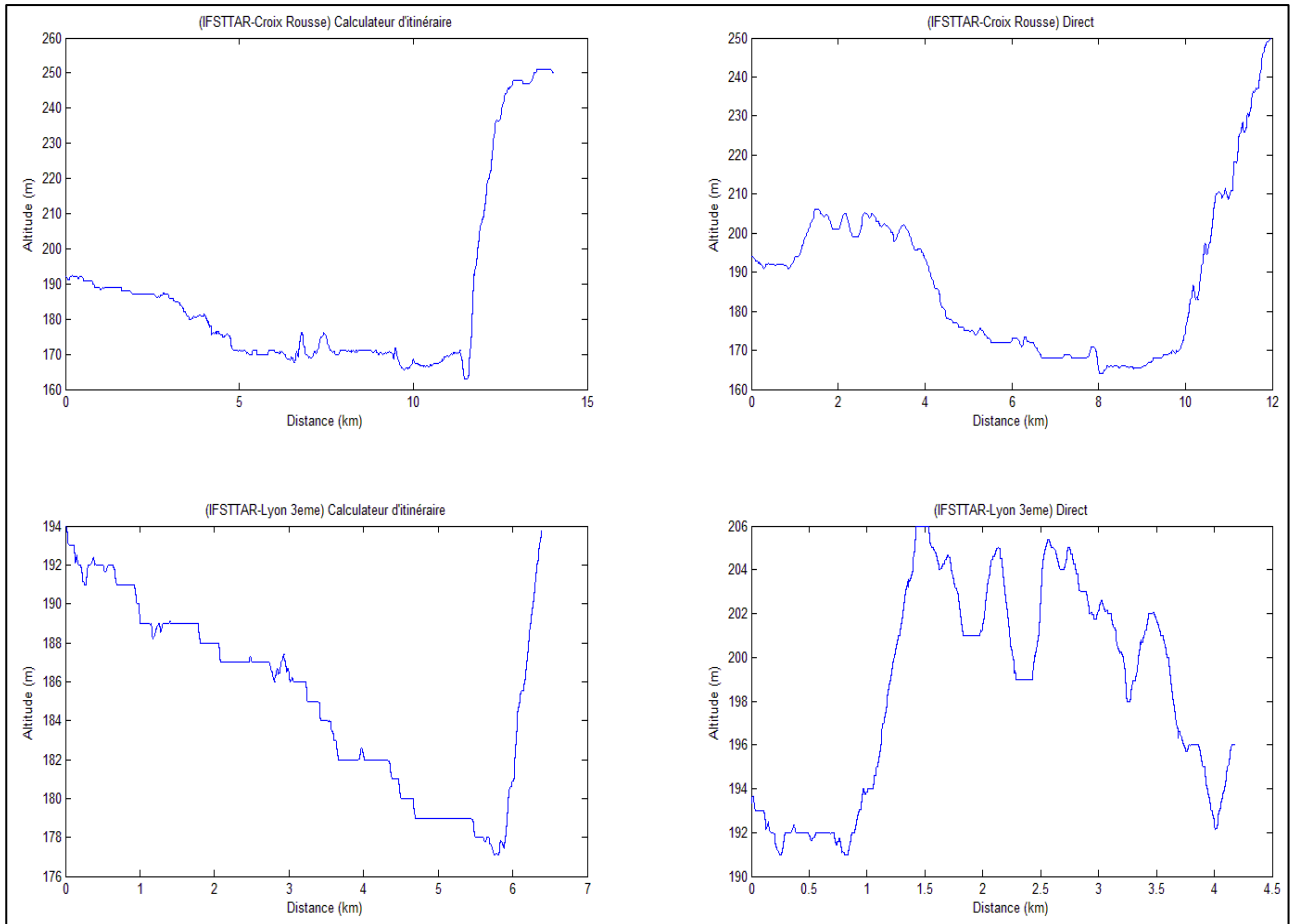 (IFSTTAR-Croix Rousse) Calculateur d'itinéraire
260
250
240
230
220
210
200
190
180
170
160
Altitude (m)
0 5 10 15
Distance (km)
(IFSTTAR-Croix Rousse) Direct
250
240
230
220
210
200
190
180
170
160
Altitude (m)
0 2 4 6 8 10 12
Distance (km)
(IFSTTAR-Lyon 3eme) Calculateur d'itinéraire
194
192
190
188
186
184
182
180
178
176
Altitude (m)
0 1 2 3 4 5 6 7
Distance (km)
(IFSTTAR-Lyon 3eme) Direct
206
204
202
200
198
196
194
192
190
Altitude (m)
0 0.5 1 1.5 2 2.5 3 3.5 4 4.5
Distance (km)